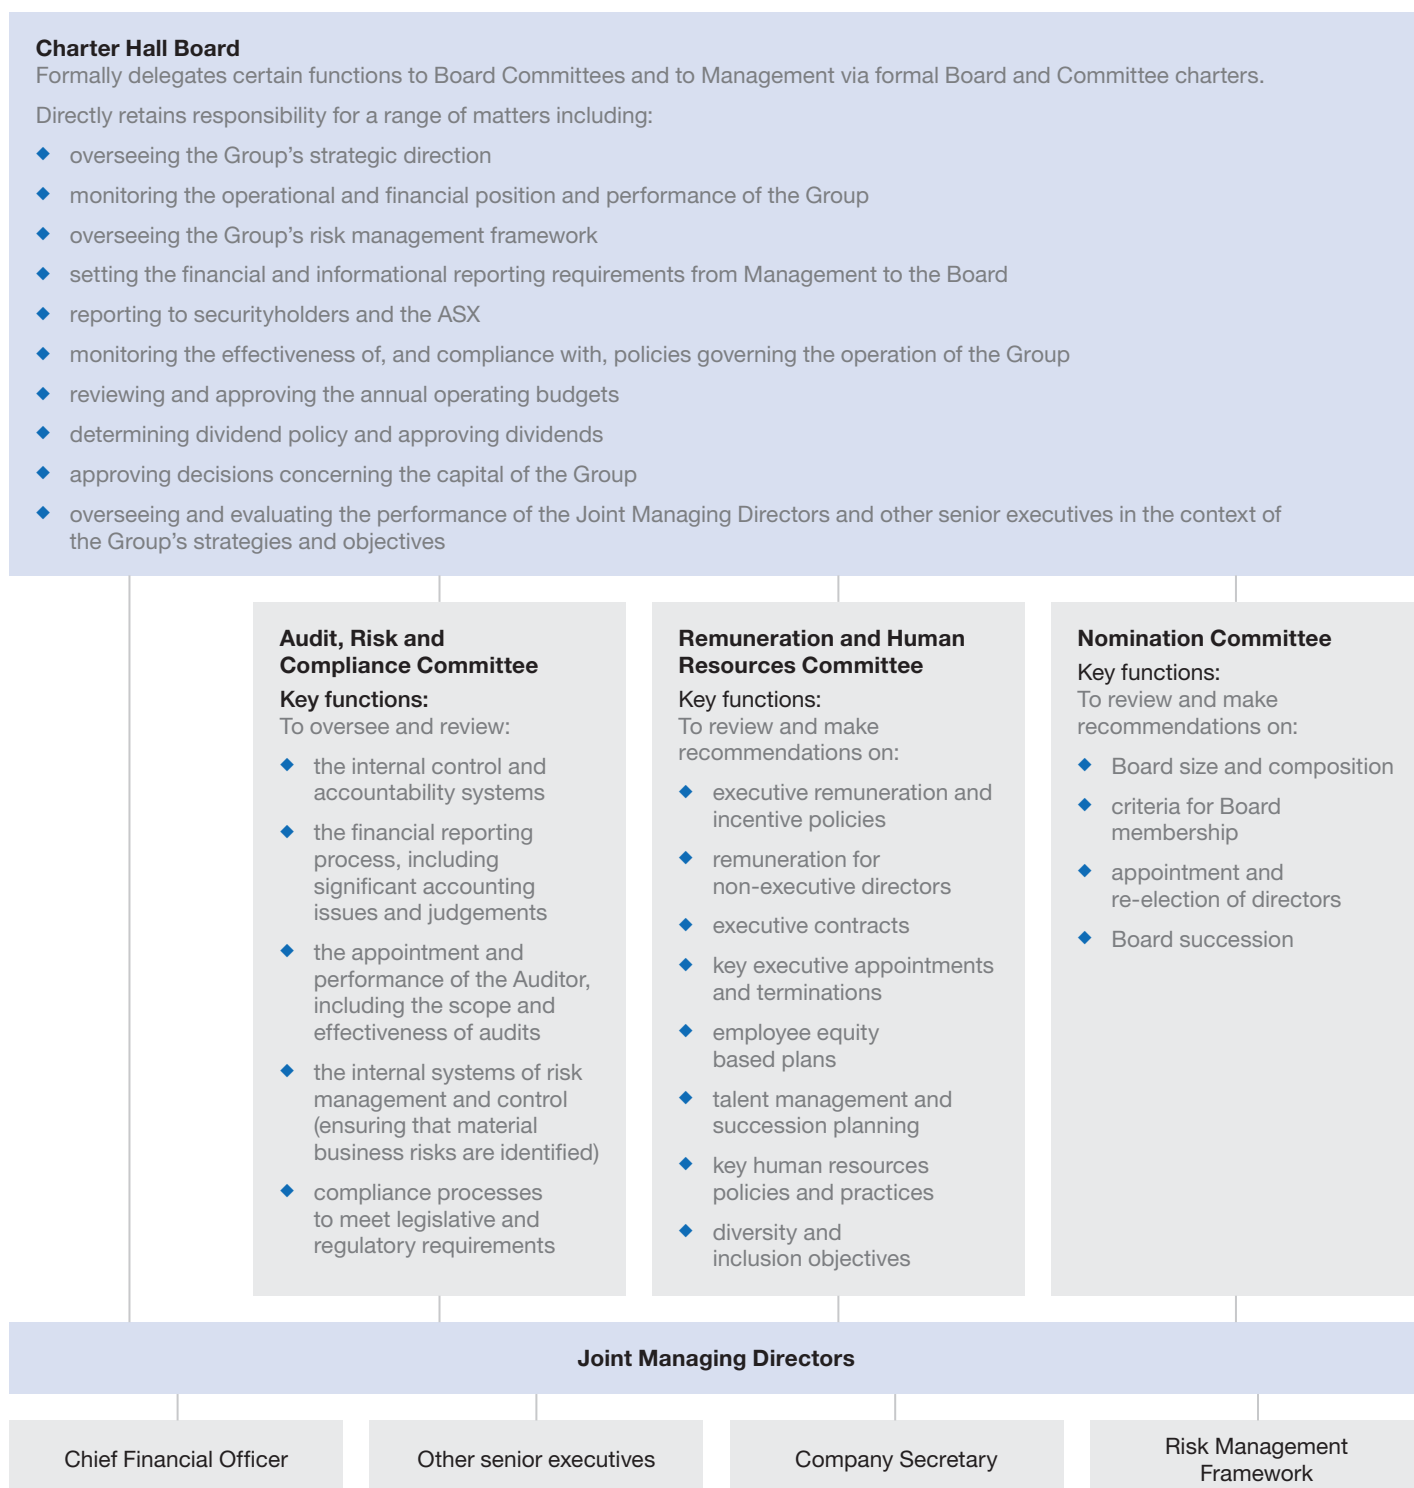 Charter Hall Board
Formally delegates certain functions to Board Committees and to Management via formal Board and Committee charters.
Directly retains responsibility for a range of matters including:
◆ overseeing the Group’s strategic direction
◆ monitoring the operational and financial position and performance of the Group
◆ overseeing the Group’s risk management framework
◆ setting the financial and informational reporting requirements from Management to the Board
◆ reporting to securityholders and the ASX
◆ monitoring the effectiveness of, and compliance with, policies governing the operation of the Group
◆ reviewing and approving the annual operating budgets
◆ determining dividend policy and approving dividends
◆ approving decisions concerning the capital of the Group
◆ overseeing and evaluating the performance of the Joint Managing Directors and other senior executives in the context of
the Group’s strategies and objectives
Audit, Risk and
Compliance Committee
Key functions:
To oversee and review:
◆ the internal control and
accountability systems
◆ the financial reporting
process, including
significant accounting
issues and judgements
◆ the appointment and
performance of the Auditor,
including the scope and
effectiveness of audits
◆ the internal systems of risk
management and control
(ensuring that material
business risks are identified)
◆ compliance processes
to meet legislative and
regulatory requirements
Remuneration and Human
Resources Committee
Key functions:
To review and make
recommendations on:
◆ executive remuneration and
incentive policies
◆ remuneration for
non-executive directors
◆ executive contracts
◆ key executive appointments
and terminations
◆ employee equity
based plans
◆ talent management and
succession planning
◆ key human resources
policies and practices
◆ diversity and
inclusion objectives
Nomination Committee
Key functions:
To review and make
recommendations on:
◆ Board size and composition
◆ criteria for Board
membership
◆ appointment and
re-election of directors
◆ Board succession
Joint Managing Directors
Chief Financial Officer
Other senior executives
Company Secretary
Risk Management
Framework